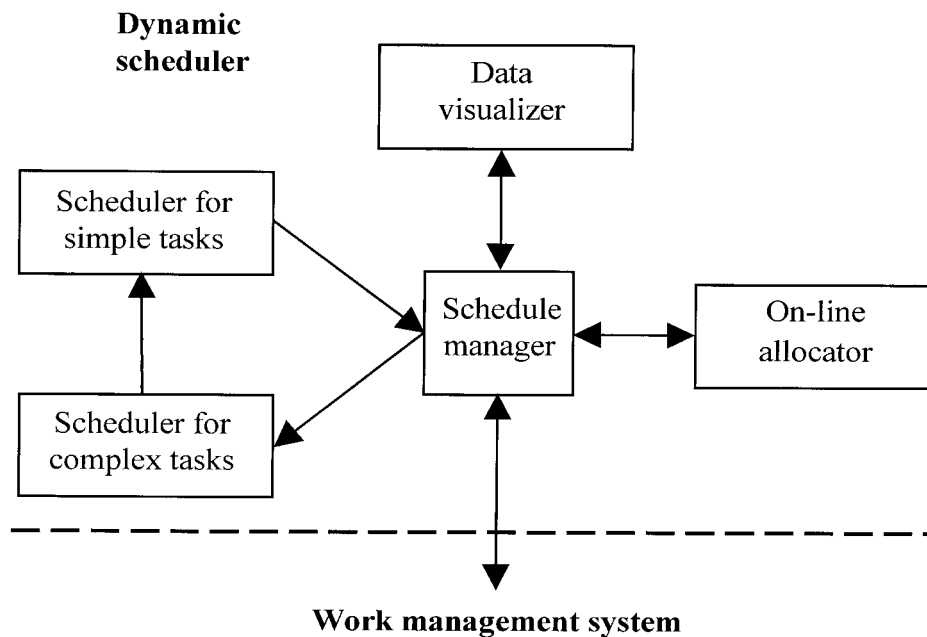 Dynamic
scheduler
Data
visualizer
Scheduler for
simple tasks
Schedule
manager
On-line
allocator
Scheduler for
complex tasks
Work management system